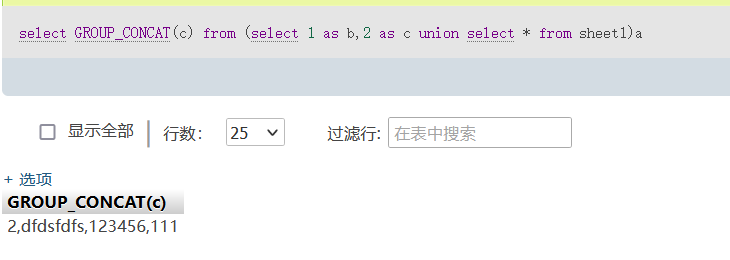 select GROUP_CONCAT(c) from (select 1 as b,2 as c union select * from sheet1)a
显示全部 行数: 25 过滤行: 在表中搜索
+ 选项
GROUP_CONCAT(c)
2,dfdsfdfs,123456,111